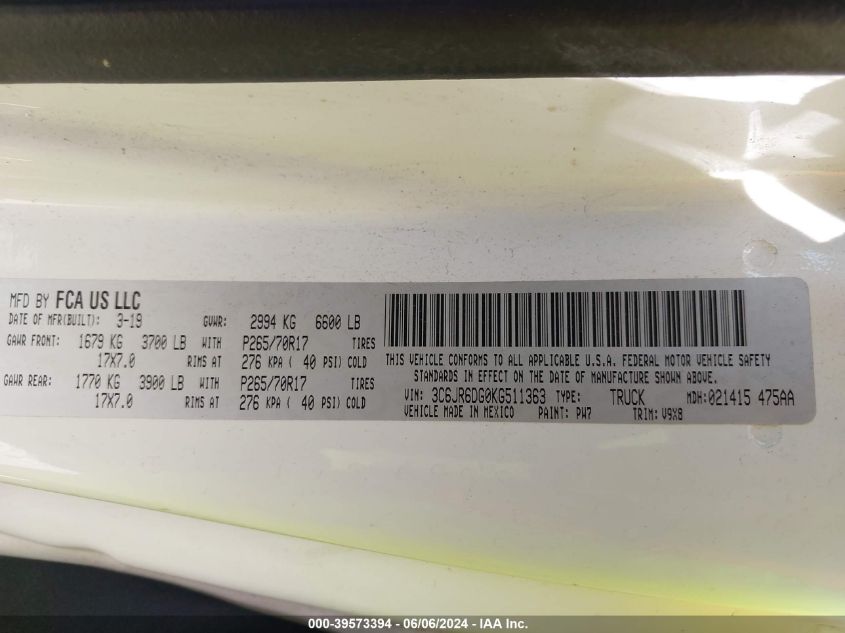 MFD BY FCA US LLC
DATE OF MFR(BUILT): 3-19 GVWR: 2994 KG 6600 LB
GAWR FRONT: 1679 KG 3700 LB WITH P265/70R17 TIRES
17X7.0 RIMS AT 276 KPA ( 40 PSI) COLD
GAWR REAR: 1770 KG 3900 LB WITH P265/70R17 TIRES
17X7.0 RIMS AT 276 KPA ( 40 PSI) COLD
THIS VEHICLE CONFORMS TO ALL APPLICABLE U.S.A. FEDERAL MOTOR VEHICLE SAFETY
STANDARDS IN EFFECT ON THE DATE OF MANUFACTURE SHOWN ABOVE.
VIN: 3C6JR6DG0KG511363 TYPE: TRUCK MDH:021415 475AA
VEHICLE MADE IN MEXICO PAINT: PW7 TRIM: V9X8
000-39573394 - 06/06/2024 - IAA Inc.